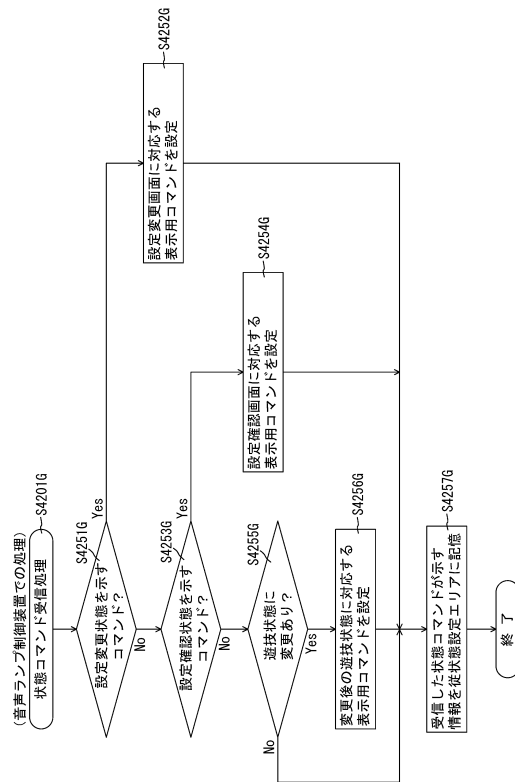 (音声ランプ制御装置での処理)
状態コマンド受信処理
S4201G
S4251G
設定変更状態を示す
コマンド?
Yes
No
S4252G
設定変更画面に対応する
表示用コマンドを設定
S4253G
設定確認状態を示す
コマンド?
Yes
No
S4254G
設定確認画面に対応する
表示用コマンドを設定
S4255G
遊技状態に
変更あり?
No
Yes
S4256G
変更後の遊技状態に対応する
表示用コマンドを設定
S4257G
受信した状態コマンドが示す
情報を従状態設定エリアに記憶
終了